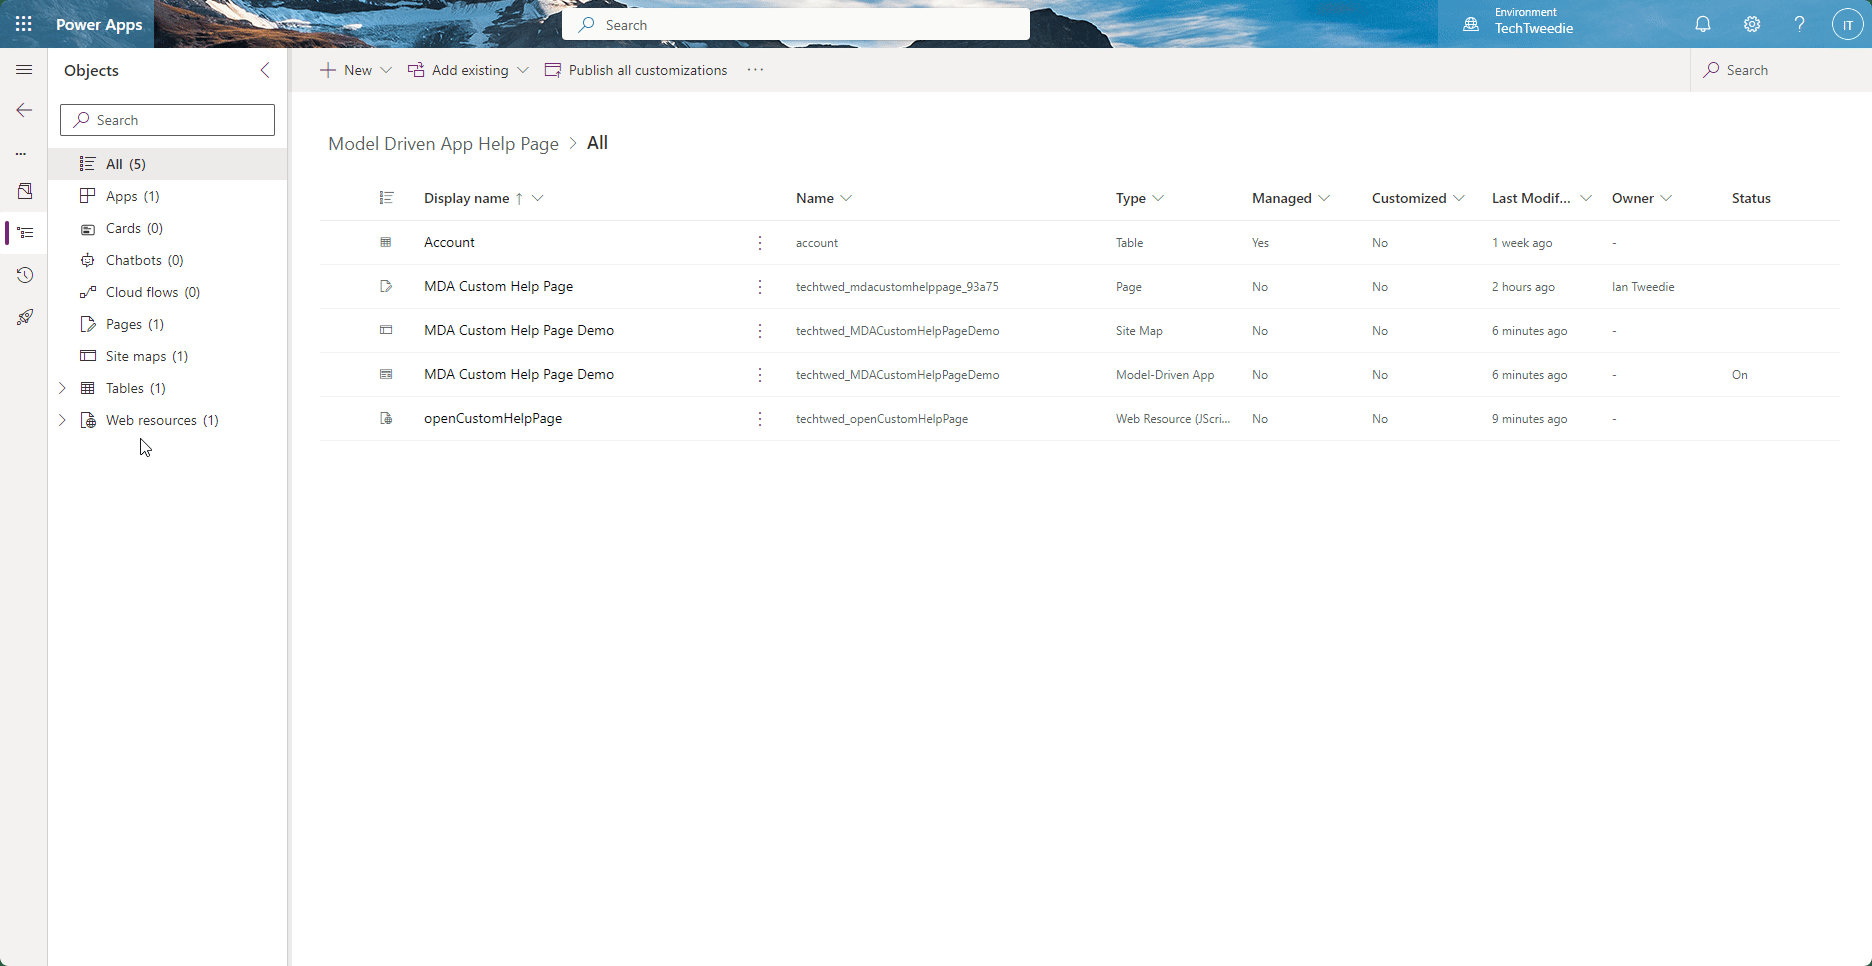 Power Apps
Search
Environment
TechTweedie
IT
Objects
New
Add existing
Publish all customizations
Search
Search
Model Driven App Help Page > All
All (5)
Apps (1)
Cards (0)
Chatbots (0)
Cloud flows (0)
Pages (1)
Site maps (1)
Tables (1)
Web resources (1)
Display name Name Type Managed Customized Last Modif... Owner Status
Account account Table Yes No 1 week ago -
MDA Custom Help Page techtwed_mdacustomhelppage_93a75 Page No No 2 hours ago Ian Tweedie
MDA Custom Help Page Demo techtwed_MDACustomHelpPageDemo Site Map No No 6 minutes ago -
MDA Custom Help Page Demo techtwed_MDACustomHelpPageDemo Model-Driven App No No 6 minutes ago - On
openCustomHelpPage techtwed_openCustomHelpPage Web Resource (JScri... No No 9 minutes ago -